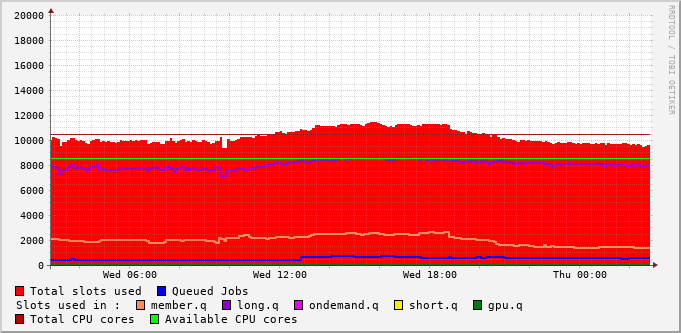 20000
18000
16000
14000
12000
10000
8000
6000
4000
2000
0
Wed 06:00 Wed 12:00 Wed 18:00 Thu 00:00
RRDTOOL / TOBI OETIKER
Total slots used Queued Jobs
Slots used in : member.q long.q ondemand.q short.q gpu.q
Total CPU cores Available CPU cores